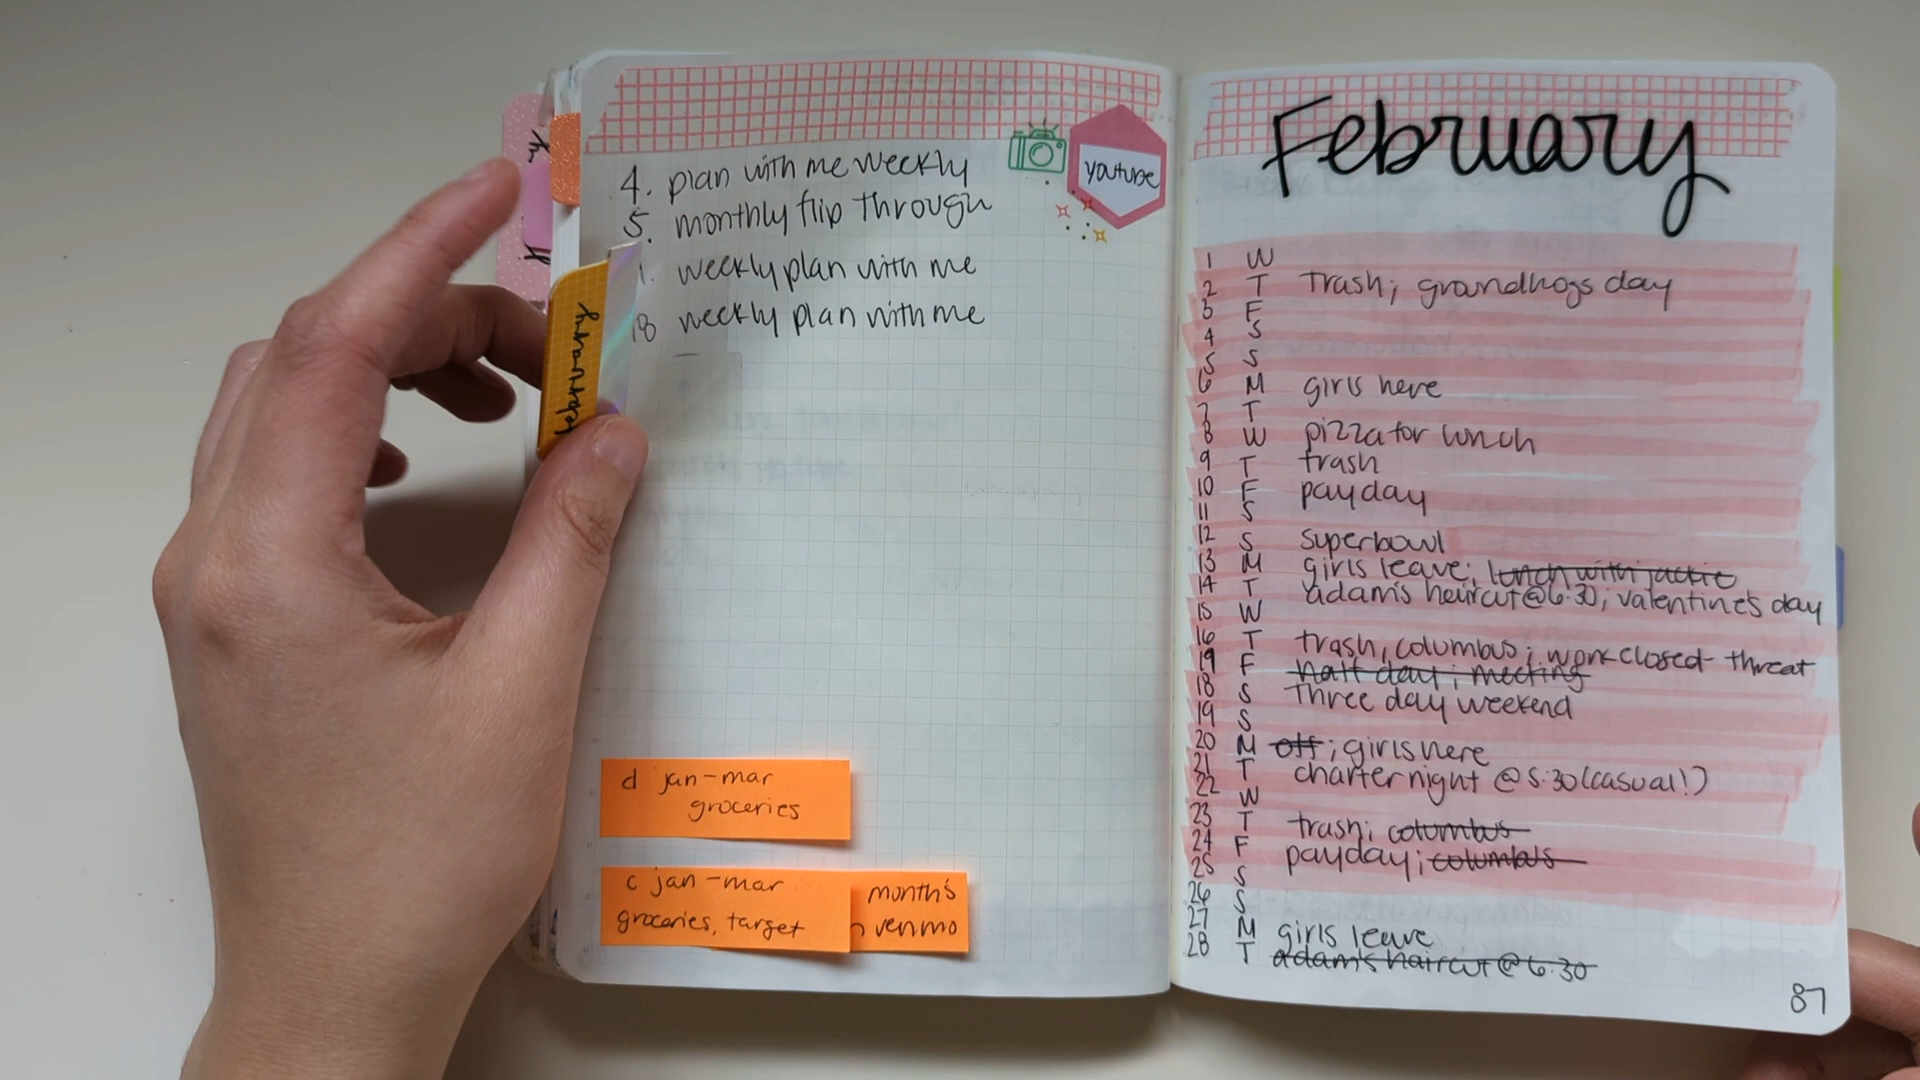 4. plan with me weekly
5. monthly flip through
1. weekly plan with me
18 weekly plan with me
youtube
february
d jan-mar
groceries
c jan-mar
groceries, target
month's
venmo
February
1 W
2 T Trash; groundhogs day
3 F
4 S
5 S
6 M girls here
7 T
8 W pizza for lunch
9 T trash
10 F payday
11 S
12 S superbowl
13 M girls leave; lunch with jackie
14 T adam's haircut @ 6:30; valentine's day
15 W
16 T trash, columbus; work closed- threat
19 F half day; meeting
18 S three day weekend
19 S
20 M off; girls here
21 T charter night @ 5:30 (casual!)
22 W
23 T trash; columbus
24 F payday; columbus
25 S
26 S
27 M girls leave
28 T adam's haircut @ 6:30
87